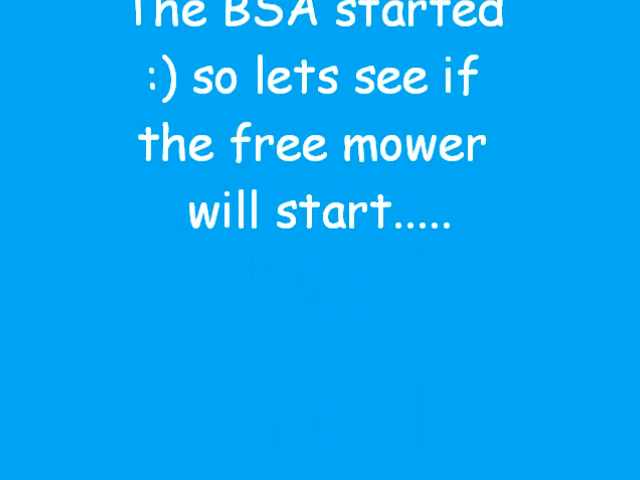 The BSA started
:) so lets see if
the free mower
will start.....